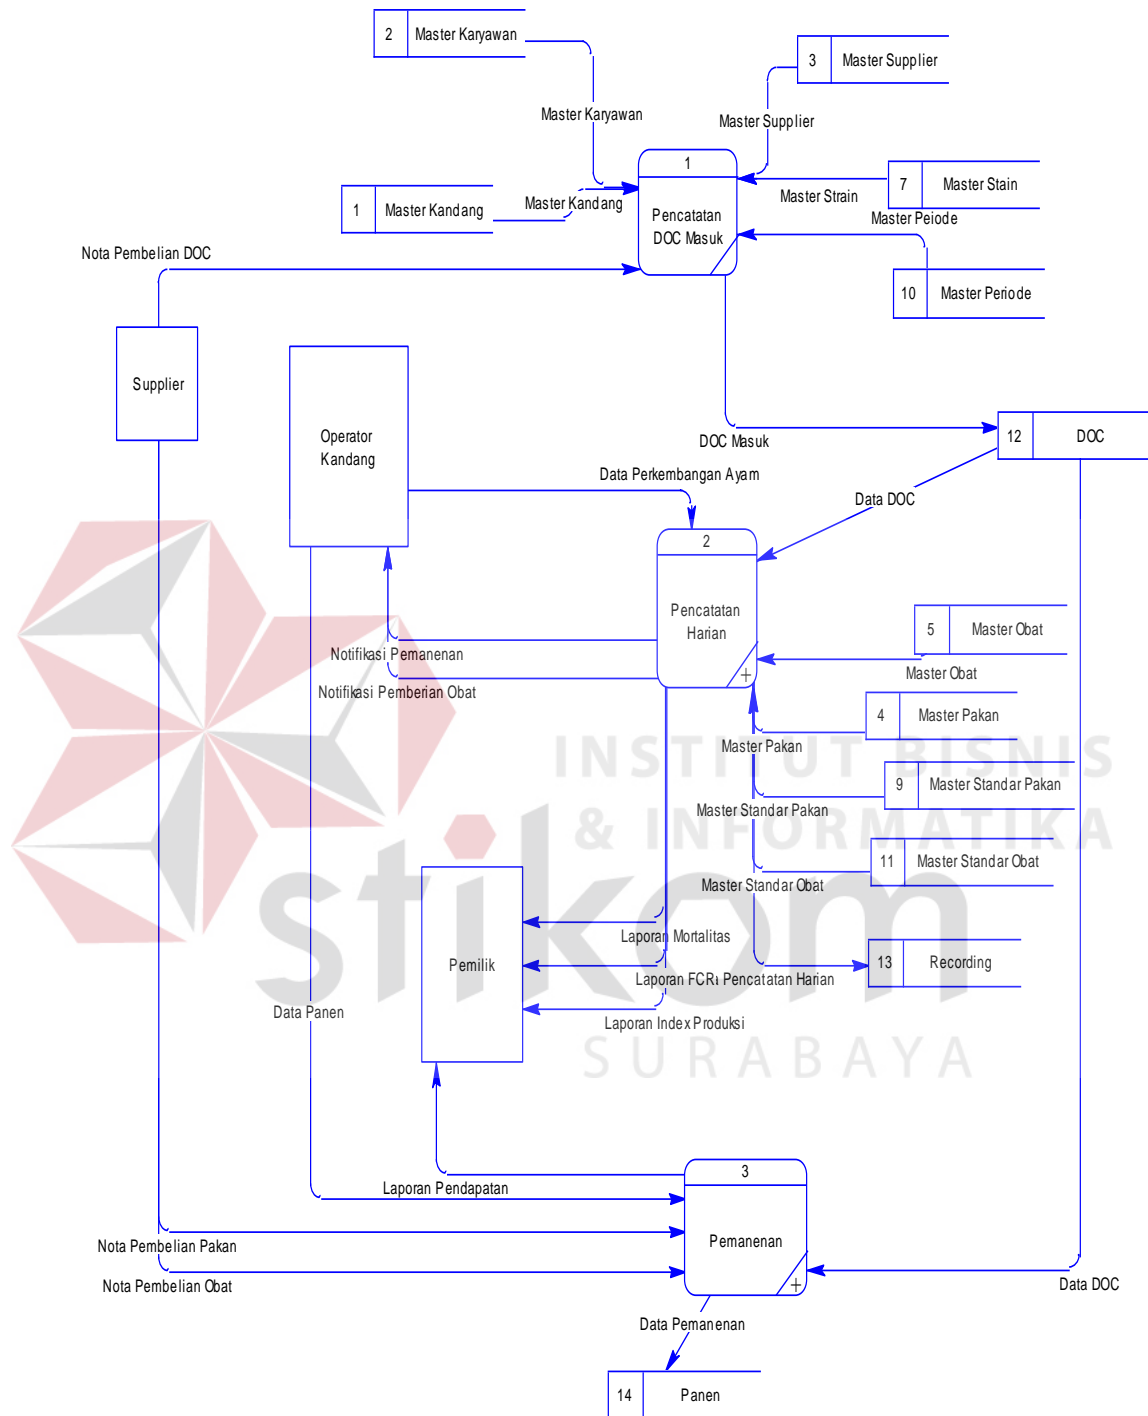 2 Master Karyawan
3 Master Supplier
Master Karyawan
Master Supplier
1
Pencatatan
DOC Masuk
7 Master Stain
Master Strain
1 Master Kandang
Master Kandang
Master Peiode
10 Master Periode
Nota Pembelian DOC
Supplier
Operator
Kandang
DOC Masuk
12 DOC
Data Perkembangan Ayam
Data DOC
2
Pencatatan
Harian
5 Master Obat
Master Obat
Notifikasi Pemanenan
Notifikasi Pemberian Obat
4 Master Pakan
Master Pakan
9 Master Standar Pakan
Master Standar Pakan
11 Master Standar Obat
Master Standar Obat
INSTITUT BISNIS
& INFORMATIKA
stikom
SURABAYA
Pemilik
Laporan Mortalitas
13 Recording
Laporan FCR
Pencatatan Harian
Laporan Index Produksi
Data Panen
3
Pemanenan
Laporan Pendapatan
Nota Pembelian Pakan
Nota Pembelian Obat
Data DOC
Data Pemanenan
14 Panen